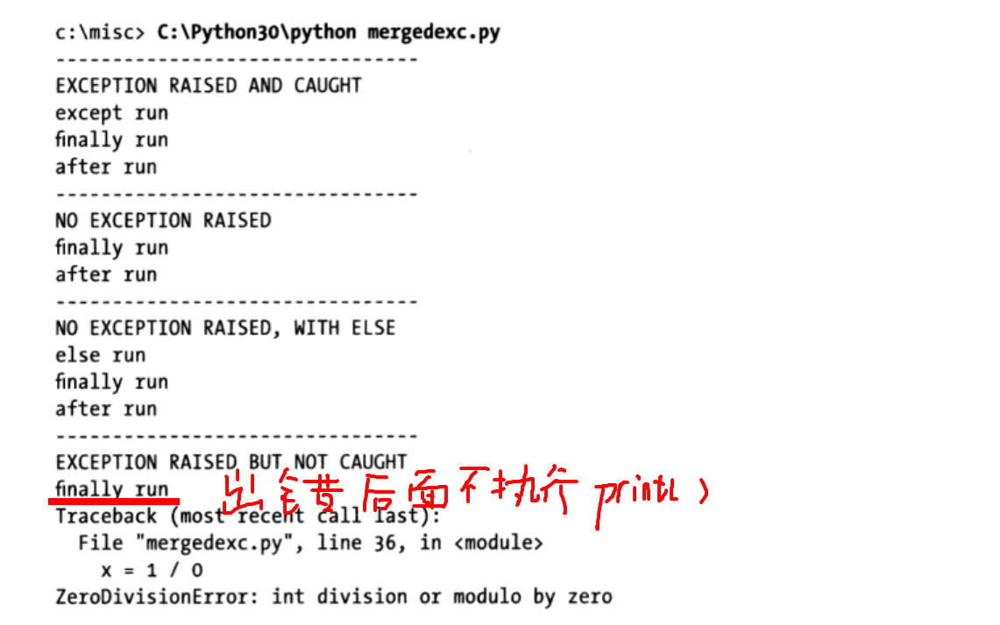 c:\misc> C:\Python30\python mergedexc.py
--------------------------------
EXCEPTION RAISED AND CAUGHT
except run
finally run
after run
--------------------------------
NO EXCEPTION RAISED
finally run
after run
--------------------------------
NO EXCEPTION RAISED, WITH ELSE
else run
finally run
after run
--------------------------------
EXCEPTION RAISED BUT NOT CAUGHT
finally run
出错后面不执行 print()
Traceback (most recent call last):
  File "mergedexc.py", line 36, in <module>
    x = 1 / 0
ZeroDivisionError: int division or modulo by zero